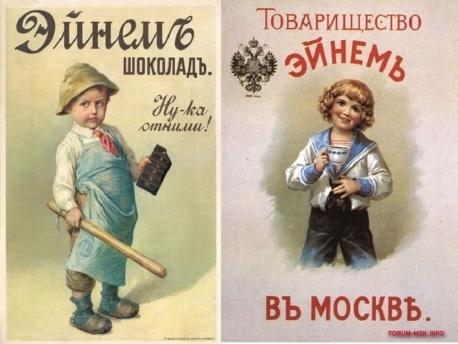 Эйнемъ
ШОКОЛАДЪ.
Ну-ка
отними!
ТОВАРИЩЕСТВО
ЭЙНЕМЪ
ВЪ МОСКВѢ.
FORUM-MSK.INFO